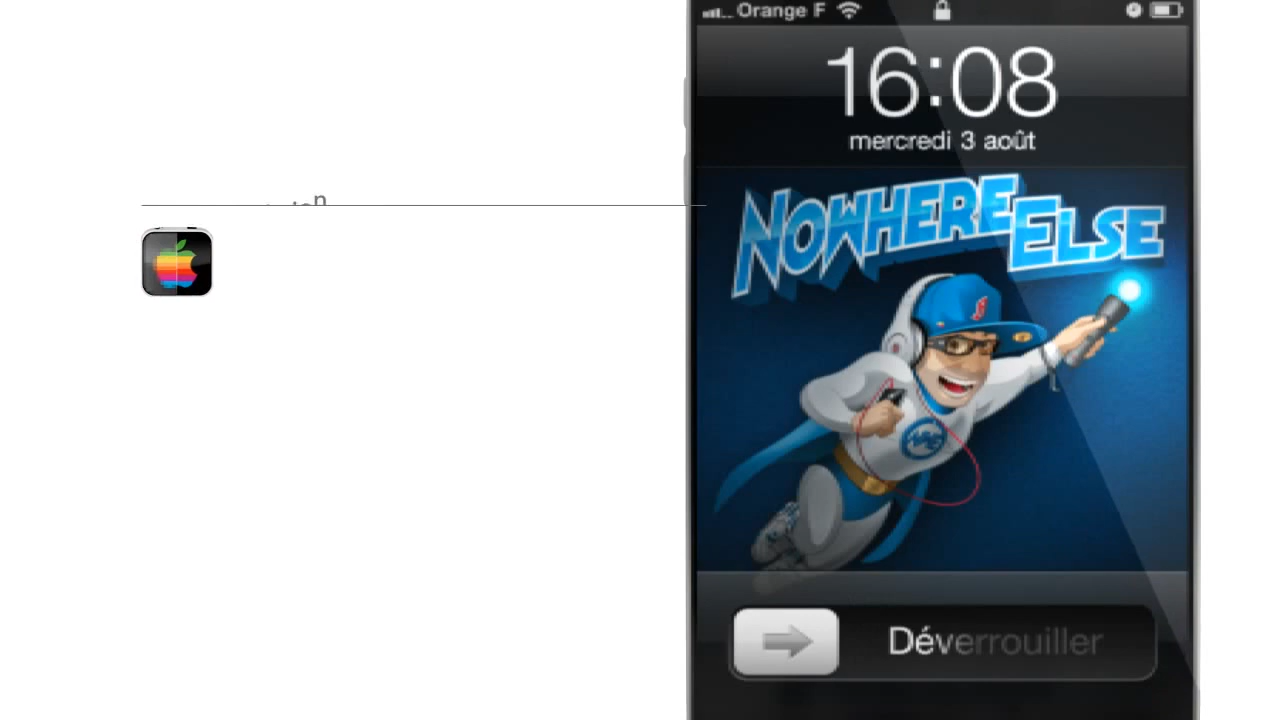 Orange F
16:08
mercredi 3 août
NOWHERE
ELSE
Déverrouiller